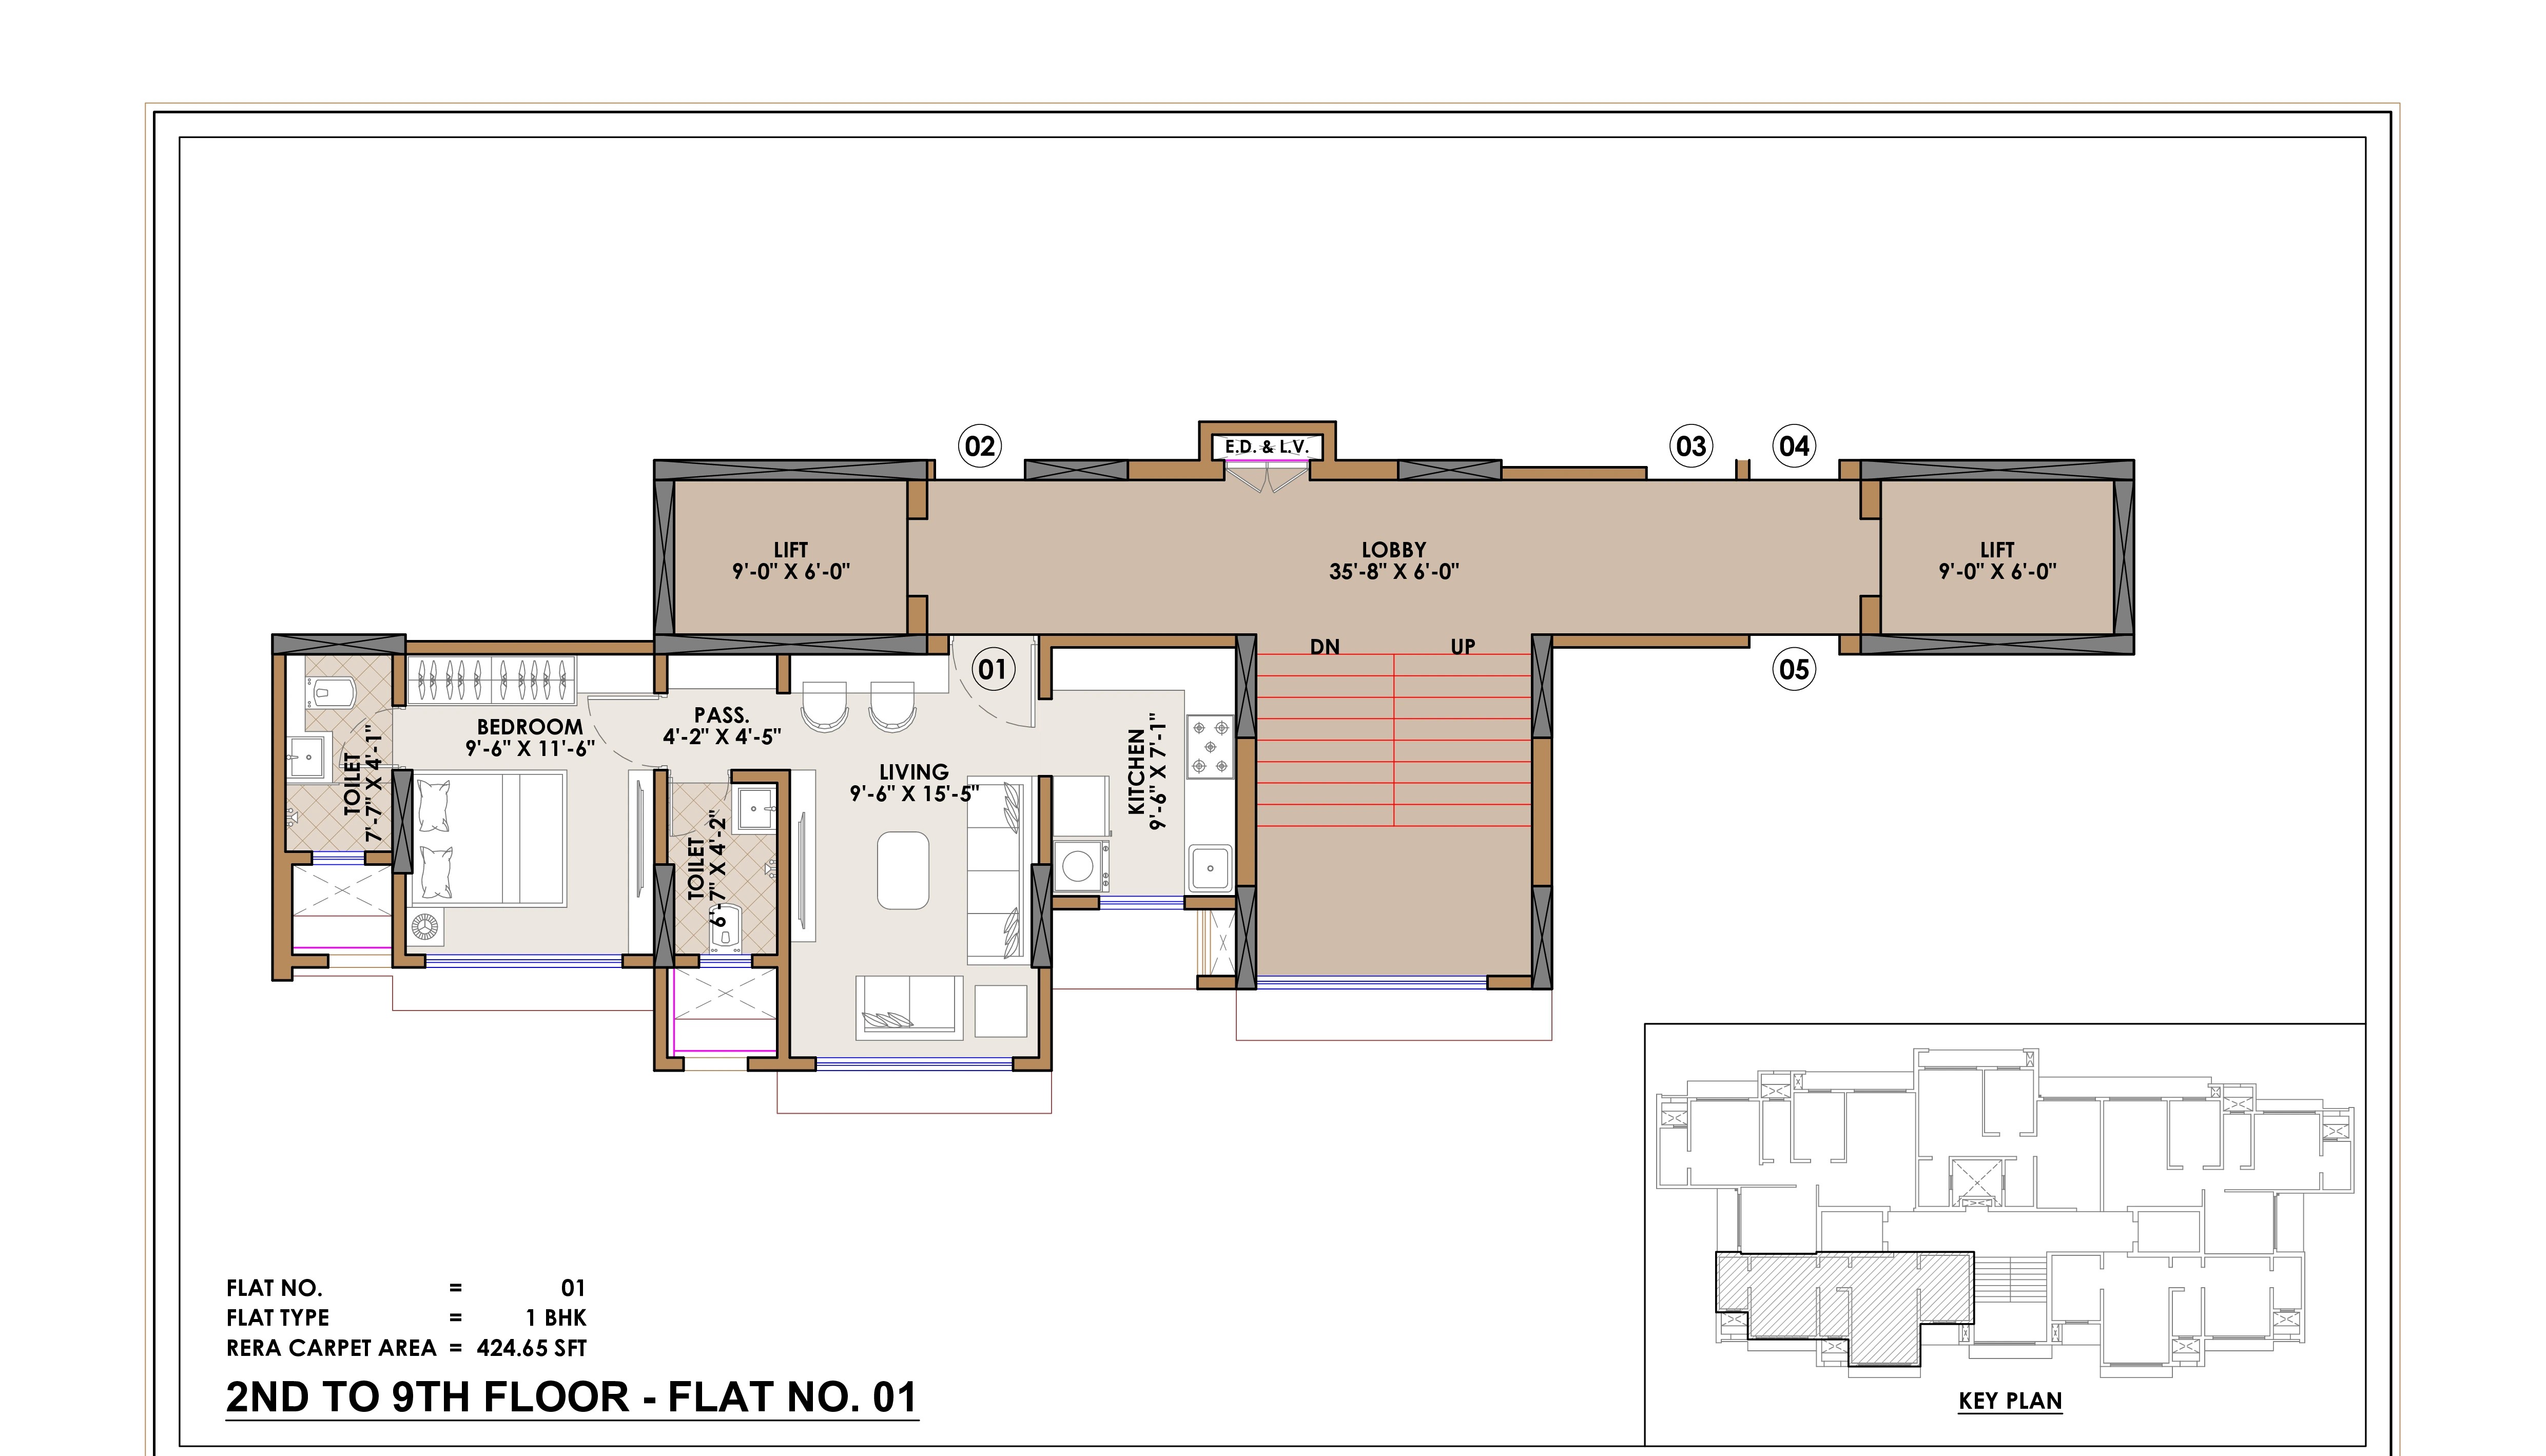 02
E.D. & L.V.
03
04
LIFT
9'-0" X 6'-0"
LOBBY
35'-8" X 6'-0"
LIFT
9'-0" X 6'-0"
DN
UP
01
05
BEDROOM
9'-6" X 11'-6"
PASS.
4'-2" X 4'-5"
TOILET
7'-7" X 4'-1"
LIVING
9'-6" X 15'-5"
KITCHEN
9'-6" X 7'-1"
TOILET
6'-7" X 4'-2"
FLAT NO. = 01
FLAT TYPE = 1 BHK
RERA CARPET AREA = 424.65 SFT
2ND TO 9TH FLOOR - FLAT NO. 01
KEY PLAN